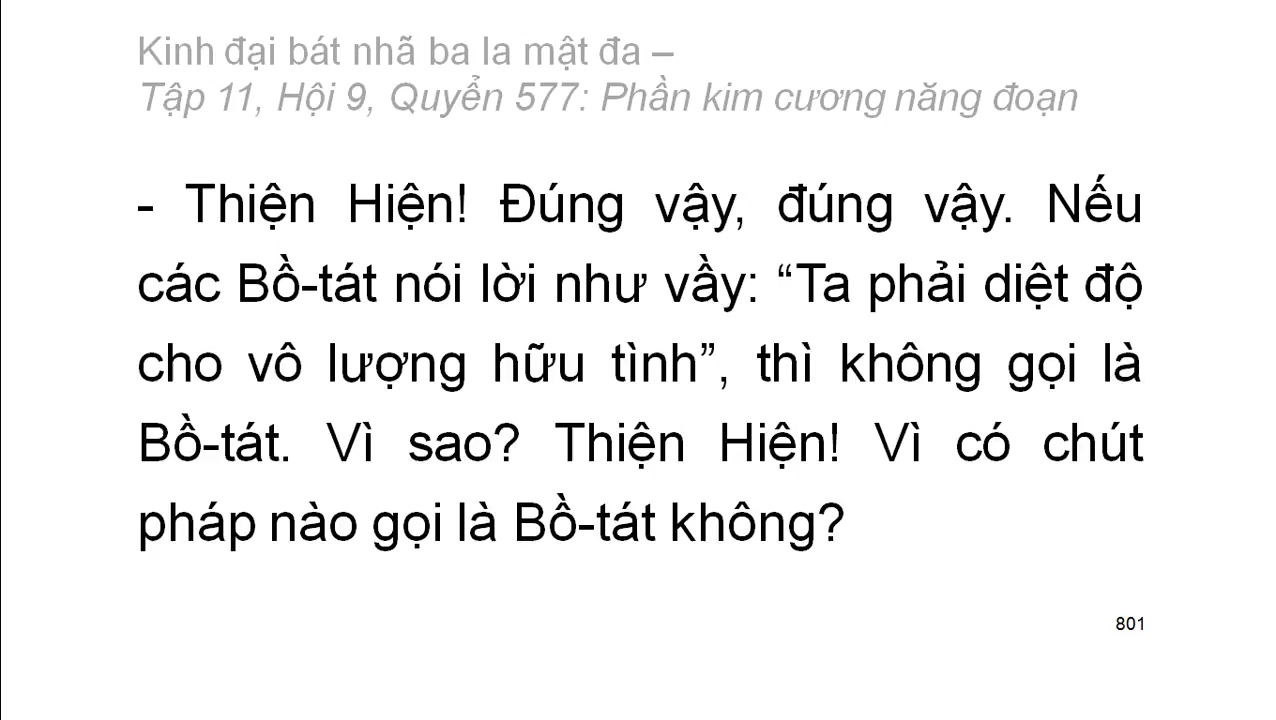 Kinh đại bát nhã ba la mật đa –
Tập 11, Hội 9, Quyển 577: Phần kim cương năng đoạn
- Thiện Hiện! Đúng vậy, đúng vậy. Nếu
các Bồ-tát nói lời như vầy: “Ta phải diệt độ
cho vô lượng hữu tình”, thì không gọi là
Bồ-tát. Vì sao? Thiện Hiện! Vì có chút
pháp nào gọi là Bồ-tát không?
801